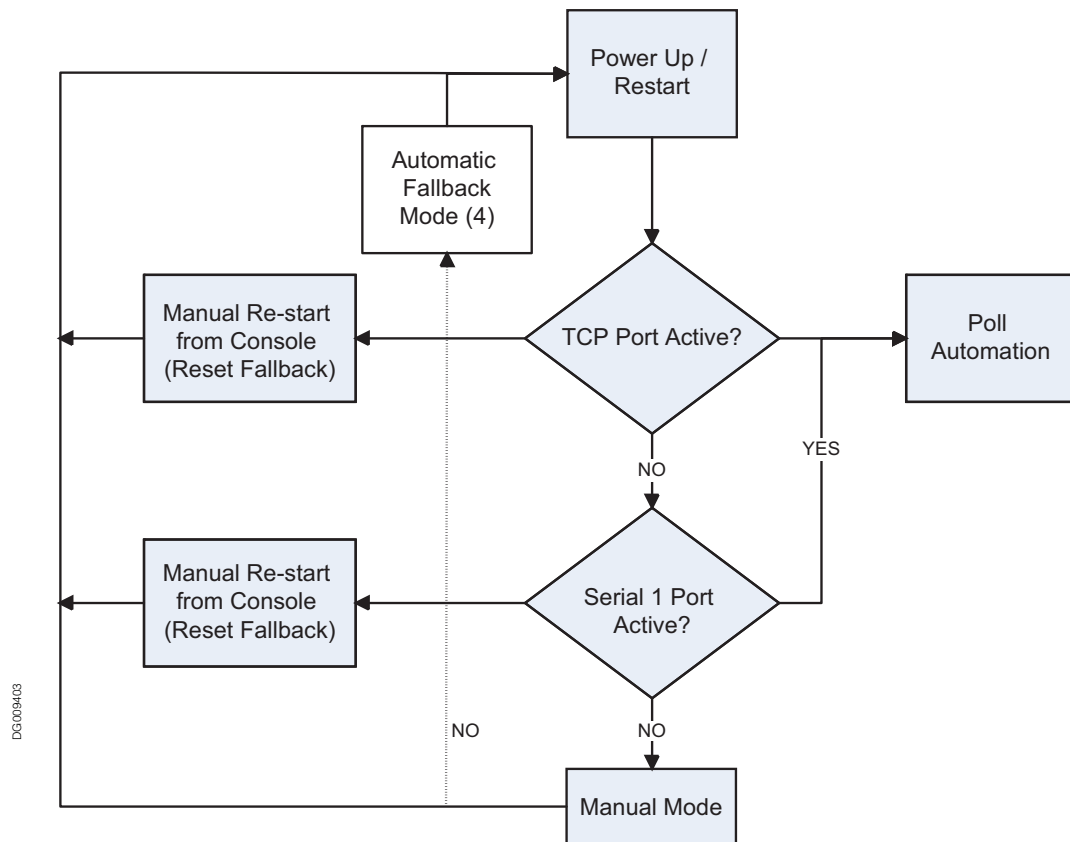 Power Up /
Restart
Automatic
Fallback
Mode (4)
Manual Re-start
from Console
(Reset Fallback)
TCP Port Active?
Poll
Automation
NO
YES
Manual Re-start
from Console
(Reset Fallback)
Serial 1 Port
Active?
NO
NO
Manual Mode
DG009403